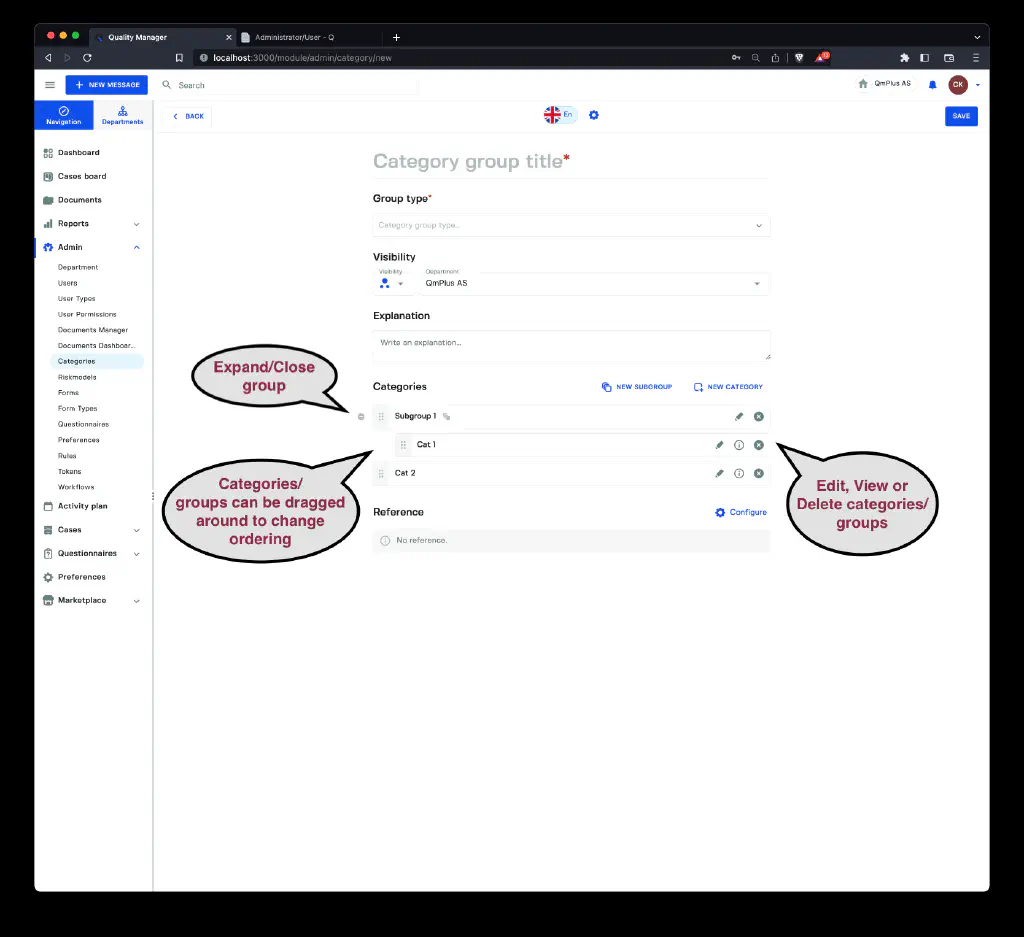 Quality Manager
Administrator/User - Q
localhost:3000/module/admin/category/new
NEW MESSAGE
Search
QmPlus AS
CK
Navigation
Departments
BACK
En
SAVE
Dashboard
Cases board
Documents
Reports
Admin
Department
Users
User Types
User Permissions
Documents Manager
Documents Dashboar...
Categories
Riskmodels
Forms
Form Types
Questionnaires
Preferences
Rules
Tokens
Workflows
Activity plan
Cases
Questionnaires
Preferences
Marketplace
Category group title*
Group type*
Category group type...
Visibility
Visibility
Department
QmPlus AS
Explanation
Write an explanation...
Categories
NEW SUBGROUP
NEW CATEGORY
Subgroup 1
Cat 1
Cat 2
Reference
Configure
No reference.
Expand/Close
group
Categories/
groups can be dragged
around to change
ordering
Edit, View or
Delete categories/
groups